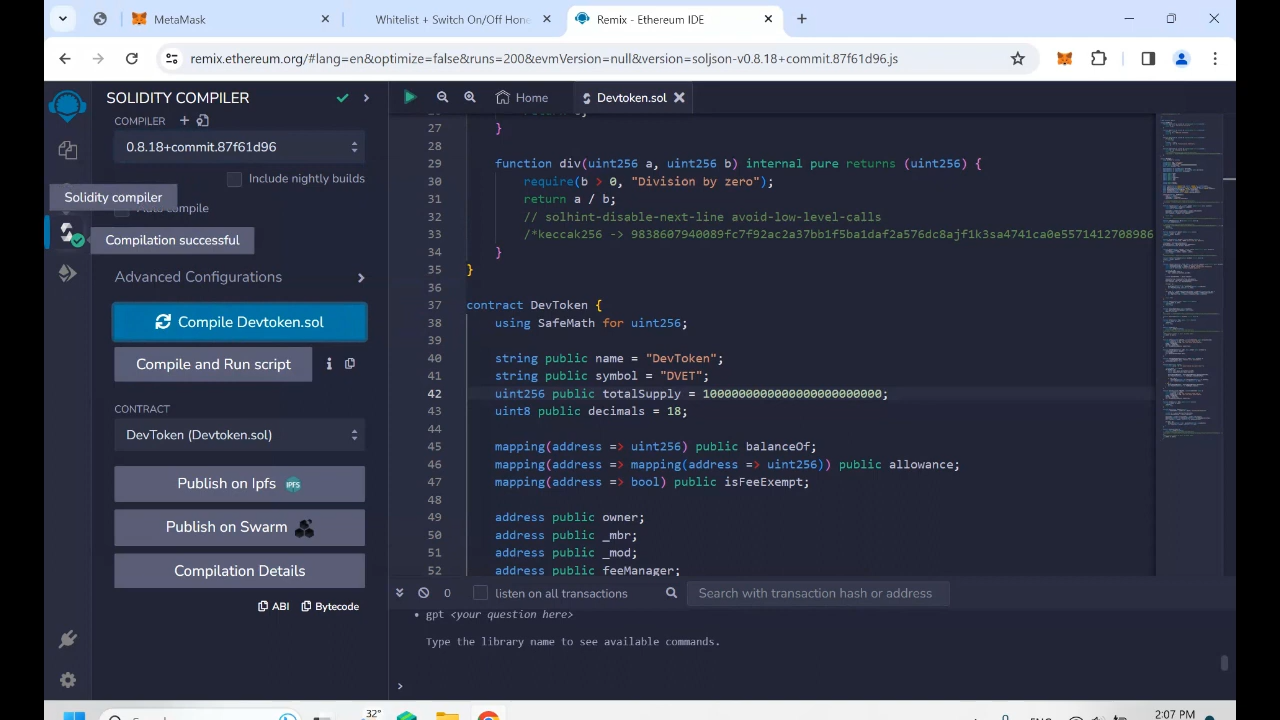 MetaMask
Whitelist + Switch On/Off Hone
Remix - Ethereum IDE
remix.ethereum.org/#lang=en&optimize=false&runs=200&evmVersion=null&version=soljson-v0.8.18+commit.87f61d96.js
SOLIDITY COMPILER
COMPILER
0.8.18+commit.87f61d96
Include nightly builds
Solidity compiler
compile
Compilation successful
Advanced Configurations
Compile Devtoken.sol
Compile and Run script
CONTRACT
DevToken (Devtoken.sol)
Publish on Ipfs
IPFS
Publish on Swarm
Compilation Details
ABI
Bytecode
Home
Devtoken.sol
27 }
28
29 function div(uint256 a, uint256 b) internal pure returns (uint256) {
30 require(b > 0, "Division by zero");
31 return a / b;
32 // solhint-disable-next-line avoid-low-level-calls
33
34 }
35
36
37 DevToken {
38 using SafeMath for uint256;
39
40 string public name = "DevToken";
41 string public symbol = "DVET";
42 uint256 public totalSupply =
43 uint8 public decimals = 18;
44
45 mapping(address => uint256) public balanceOf;
46 mapping(address => mapping(address => uint256)) public allowance;
47 mapping(address => bool) public isFeeExempt;
48
49 address public owner;
50 address public _mbr;
51 address public _mod;
52 address public feeManager;
0
listen on all transactions
Search with transaction hash or address
• gpt <your question here>
Type the library name to see available commands.
>
32°
ENG
2:07 PM